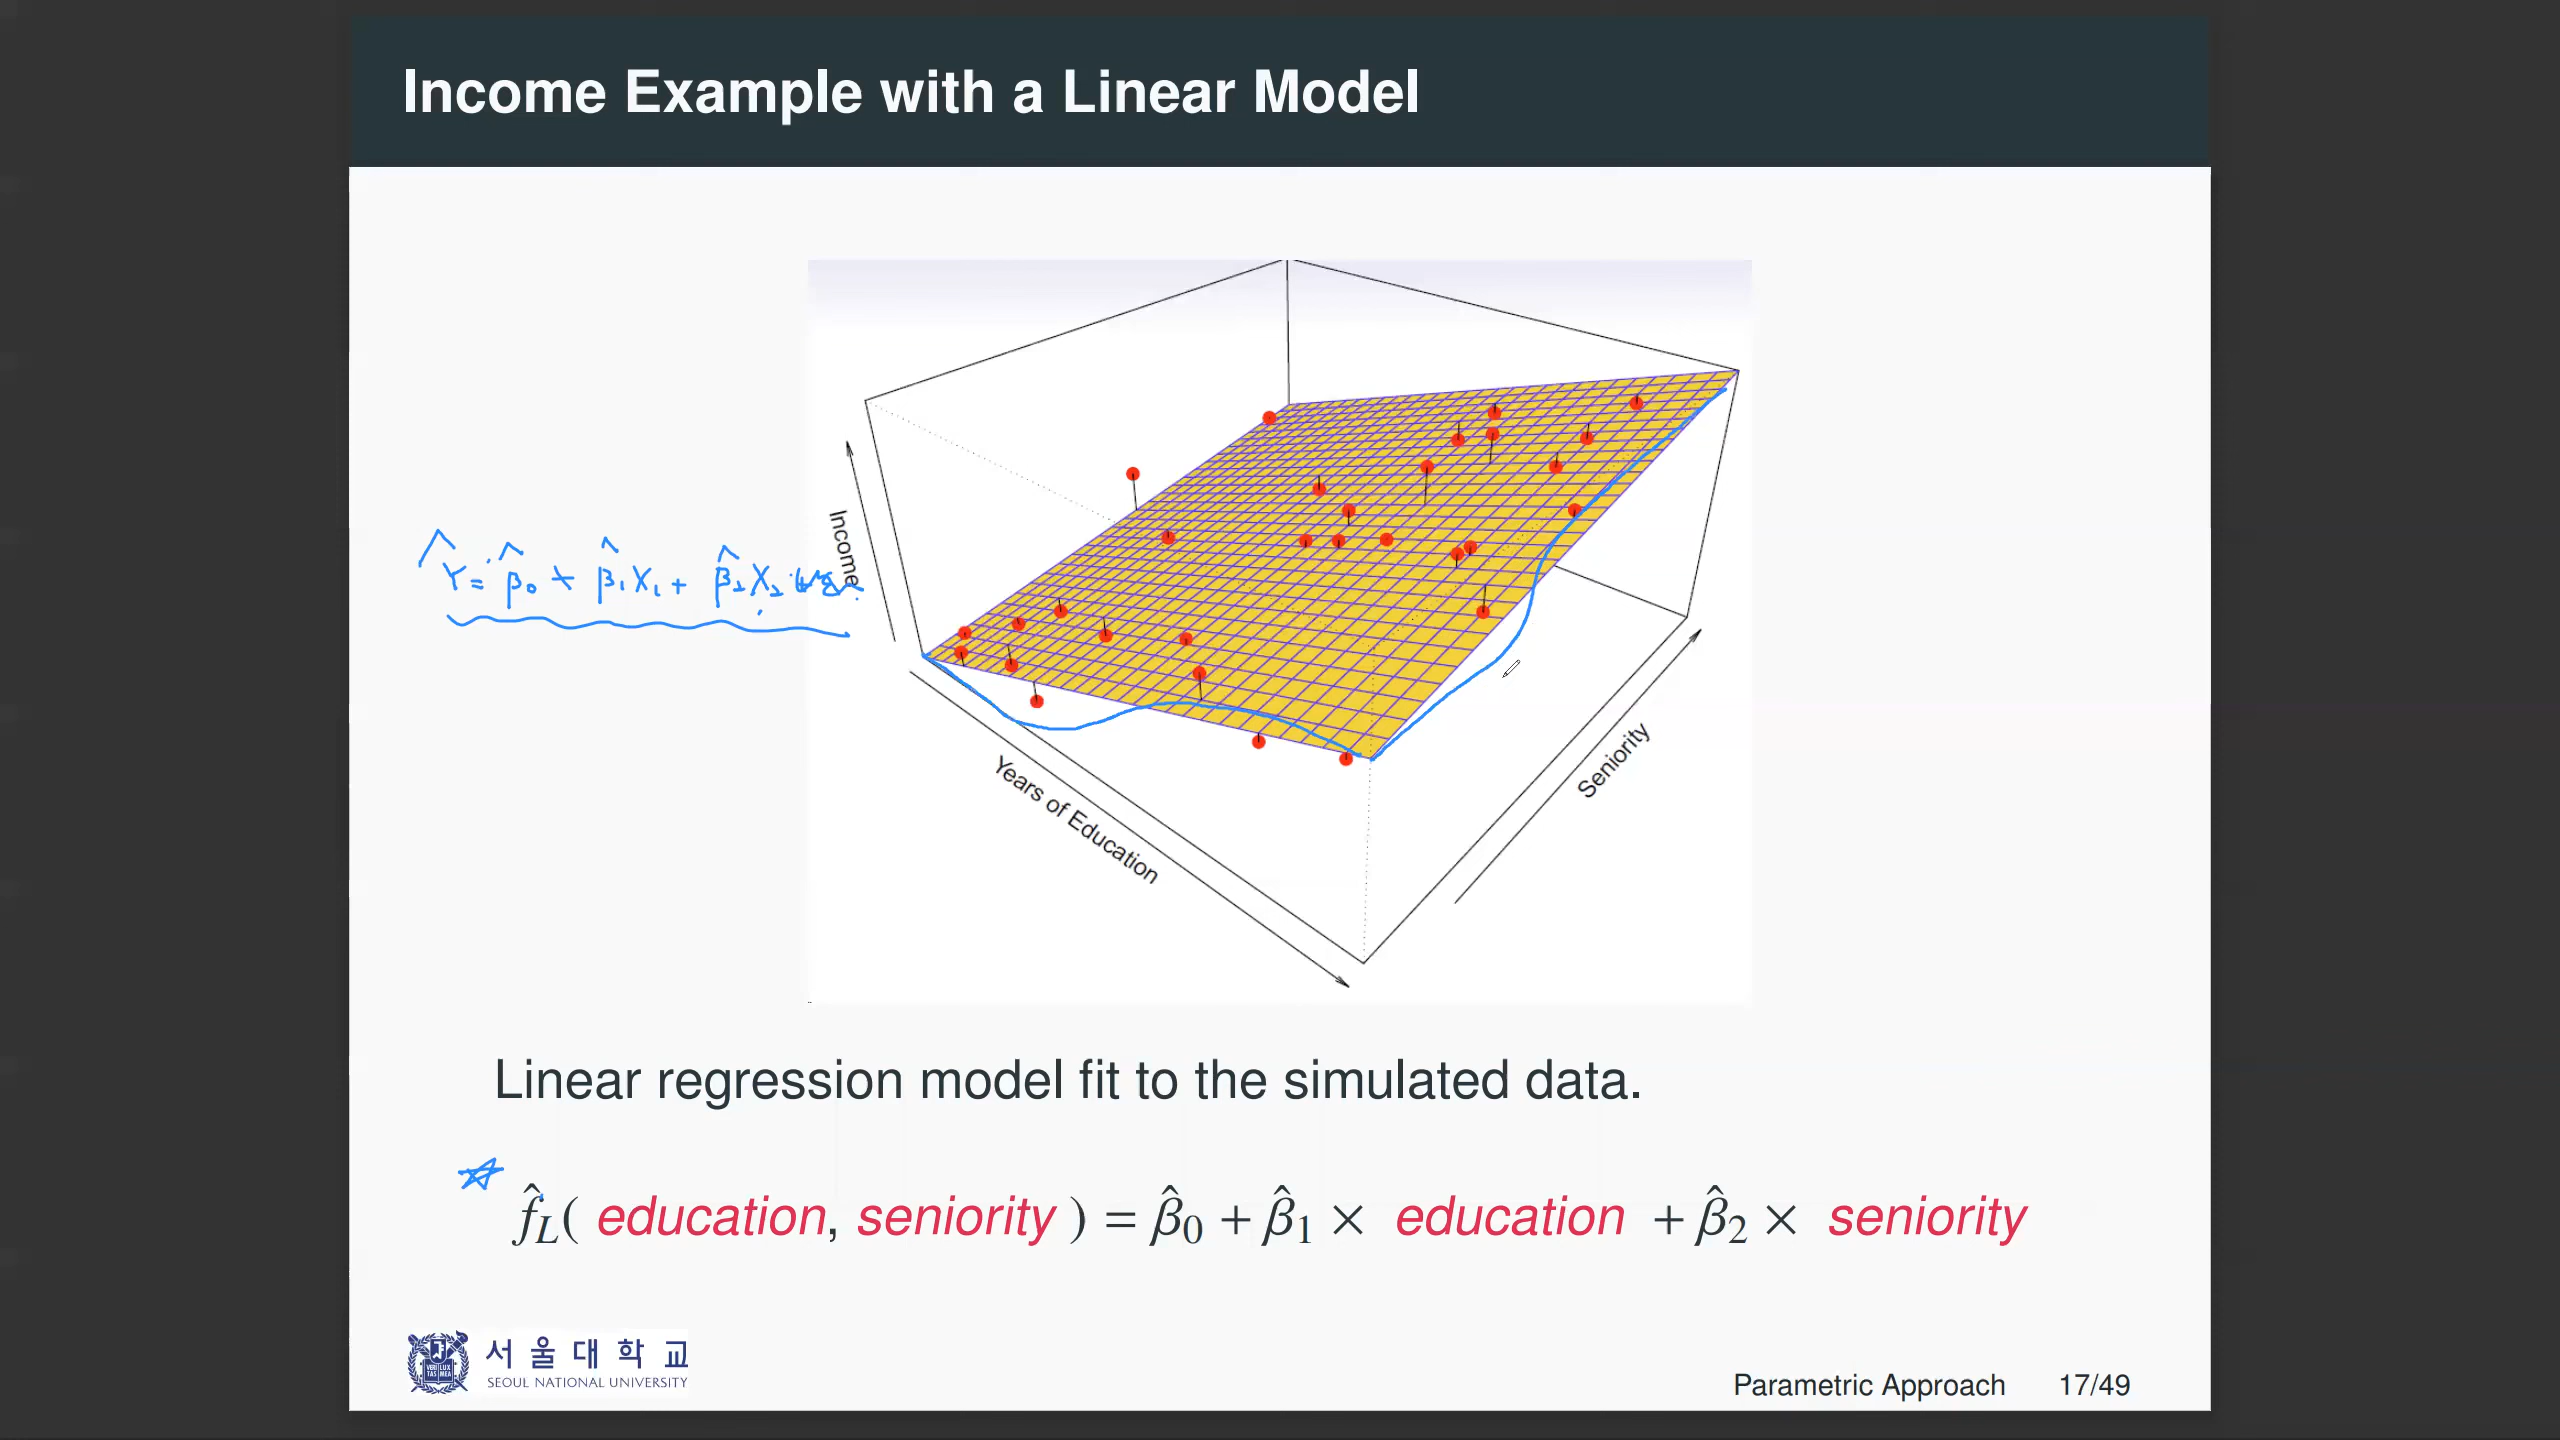 Income Example with a Linear Model
Income
Ŷ = β̂₀ + β̂₁X₁ + β̂₂X₂
Years of Education
Seniority
Linear regression model fit to the simulated data.
f̂_L( education, seniority ) = β̂₀ + β̂₁ × education + β̂₂ × seniority
서울대학교
SEOUL NATIONAL UNIVERSITY
Parametric Approach 17/49